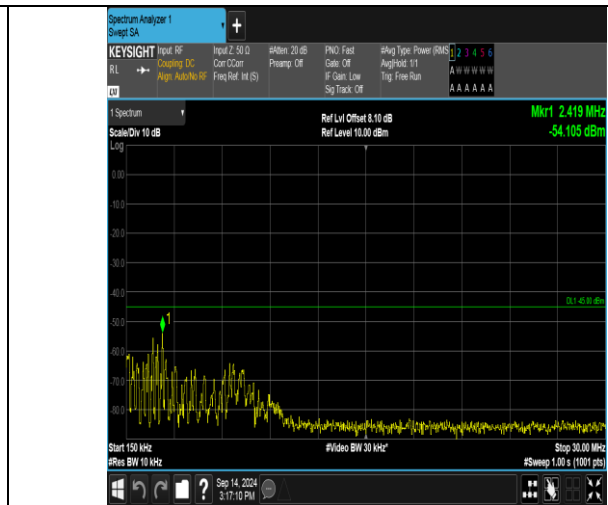 Spectrum Analyzer 1
Swept SA
+
KEYSIGHT Input: RF Input Z: 50 Ω #Atten: 20 dB PNO: Fast #Avg Type: Power (RMS 1 2 3 4 5 6
RL Coupling: DC Corr CCorr Preamp: Off Gate: Off Avg|Hold: 1/1 A W W W W W
Align: Auto/No RF Freq Ref: Int (S) IF Gain: Low Trig: Free Run
Sig Track: Off A A A A A A
LXI
1 Spectrum Ref Lvl Offset 8.10 dB Mkr1 2.419 MHz
Scale/Div 10 dB Ref Level 10.00 dBm -54.105 dBm
Log
0.00
-10.0
-20.0
-30.0
-40.0
DL1 -45.00 dBm
-50.0
1
-60.0
-70.0
-80.0
Start 150 kHz #Video BW 30 kHz* Stop 30.00 MHz
#Res BW 10 kHz #Sweep 1.00 s (1001 pts)
? Sep 14, 2024
3:17:10 PM